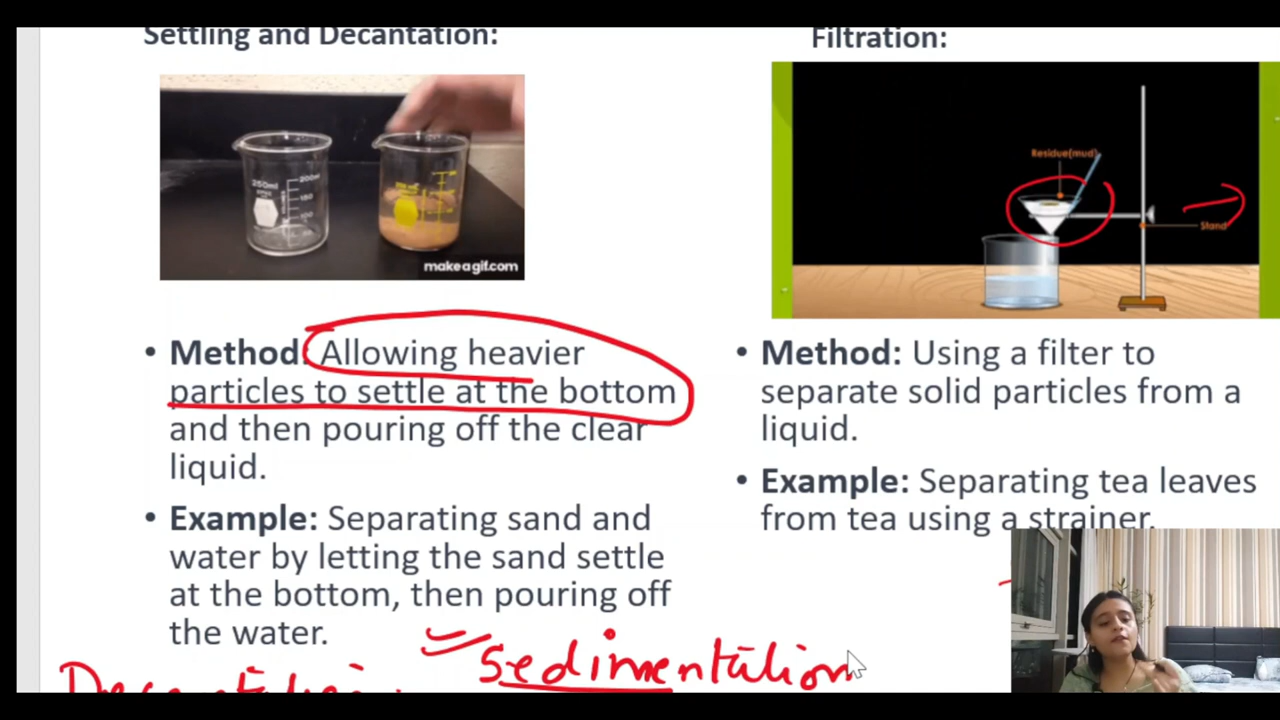 Settling and Decantation:
250ml
200ml
150
100
makeagif.com
• Method: Allowing heavier
particles to settle at the bottom
and then pouring off the clear
liquid.
• Example: Separating sand and
water by letting the sand settle
at the bottom, then pouring off
the water.
Sedimentation
Filtration:
Residue(mud)
Stand
• Method: Using a filter to
separate solid particles from a
liquid.
• Example: Separating tea leaves
from tea using a strainer.